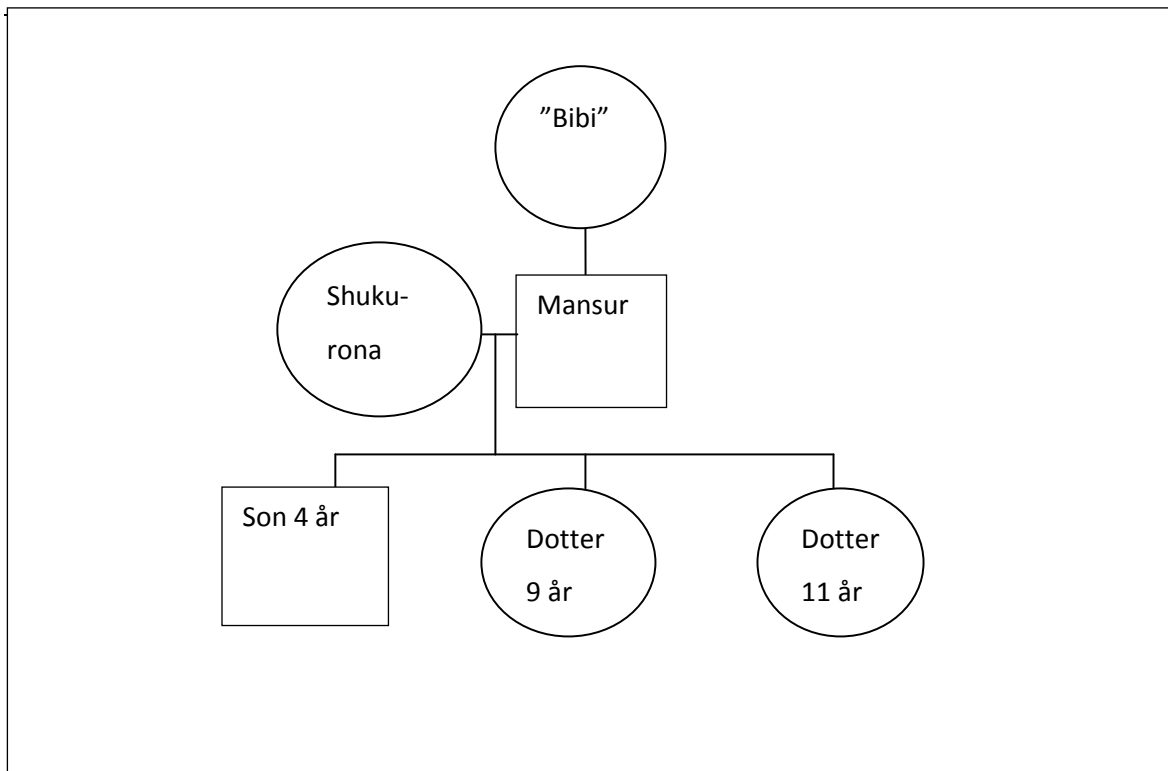 ”Bibi”
Shuku-
rona
Mansur
Son 4 år
Dotter
9 år
Dotter
11 år